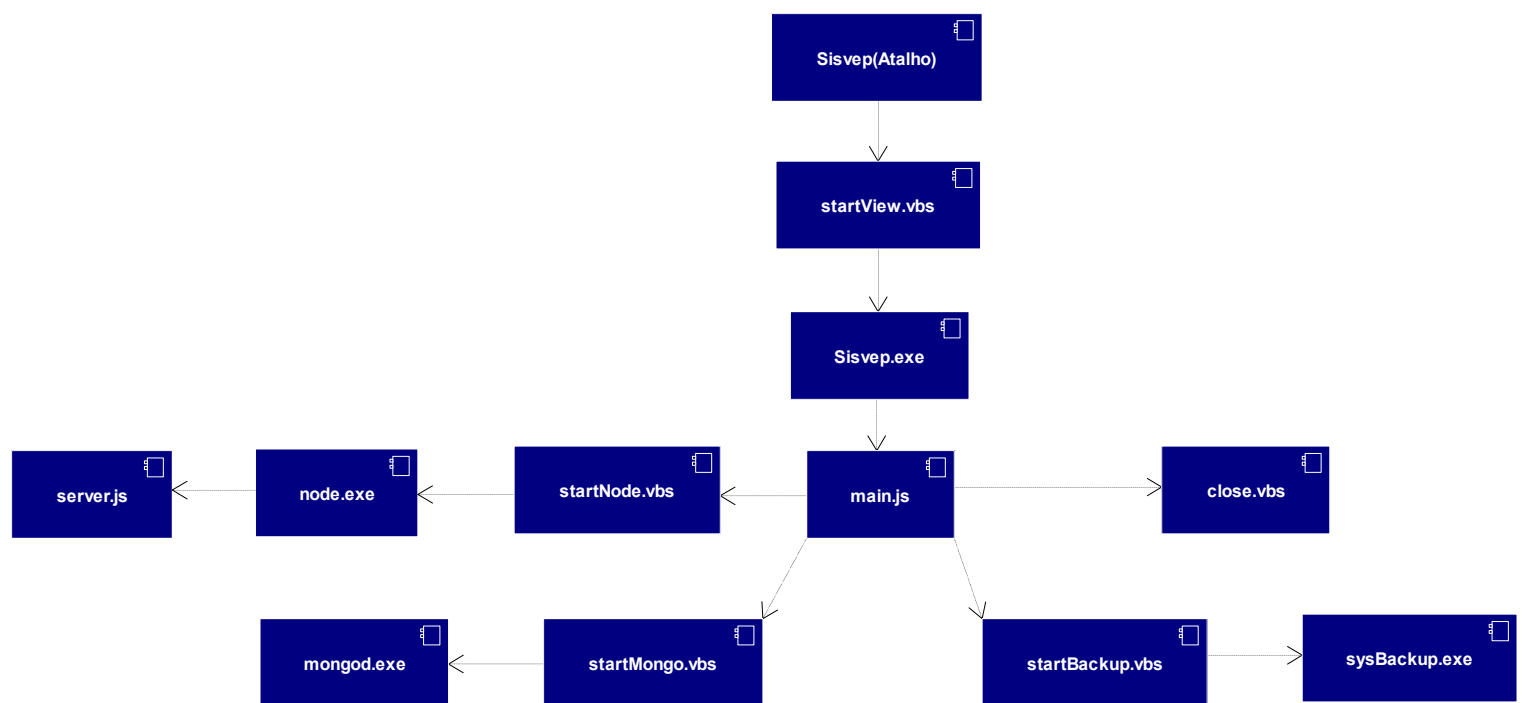 Sisvep(Atalho)
startView.vbs
Sisvep.exe
server.js
node.exe
startNode.vbs
main.js
close.vbs
mongod.exe
startMongo.vbs
startBackup.vbs
sysBackup.exe